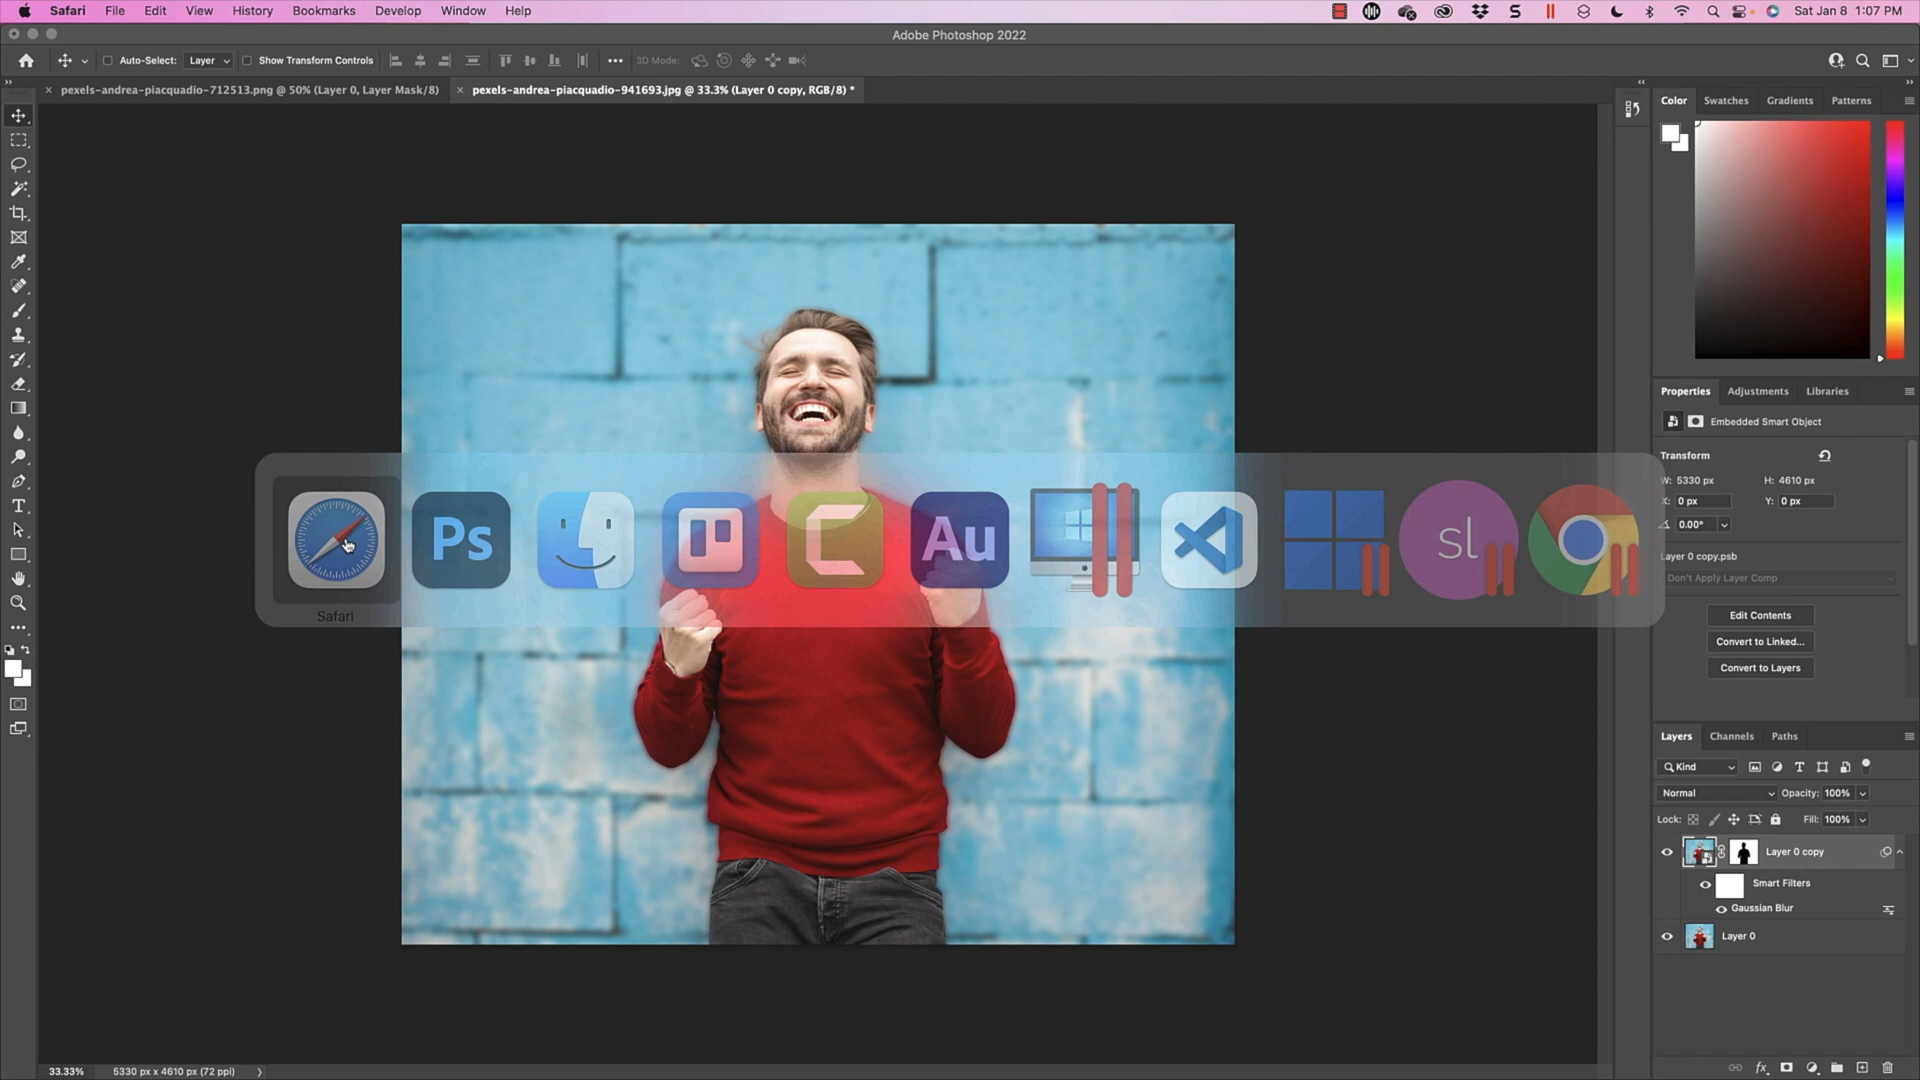 Safari File Edit View History Bookmarks Develop Window Help Sat Jan 8 1:07 PM
Adobe Photoshop 2022
Auto-Select: Layer Show Transform Controls 3D Mode:
pexels-andrea-piacquadio-712513.png @ 50% (Layer 0, Layer Mask/8) pexels-andrea-piacquadio-941693.jpg @ 33.3% (Layer 0 copy, RGB/8) *
Color Swatches Gradients Patterns
Properties Adjustments Libraries
Embedded Smart Object
Transform
W: 5330 px H: 4610 px
X: 0 px Y: 0 px
0.00°
Ps Au sl
Safari
Layer 0 copy.psb
Don't Apply Layer Comp
Edit Contents
Convert to Linked...
Convert to Layers
Layers Channels Paths
Kind
Normal Opacity: 100%
Lock: Fill: 100%
Layer 0 copy
Smart Filters
Gaussian Blur
Layer 0
33.33% 5330 px x 4610 px (72 ppi)
fx